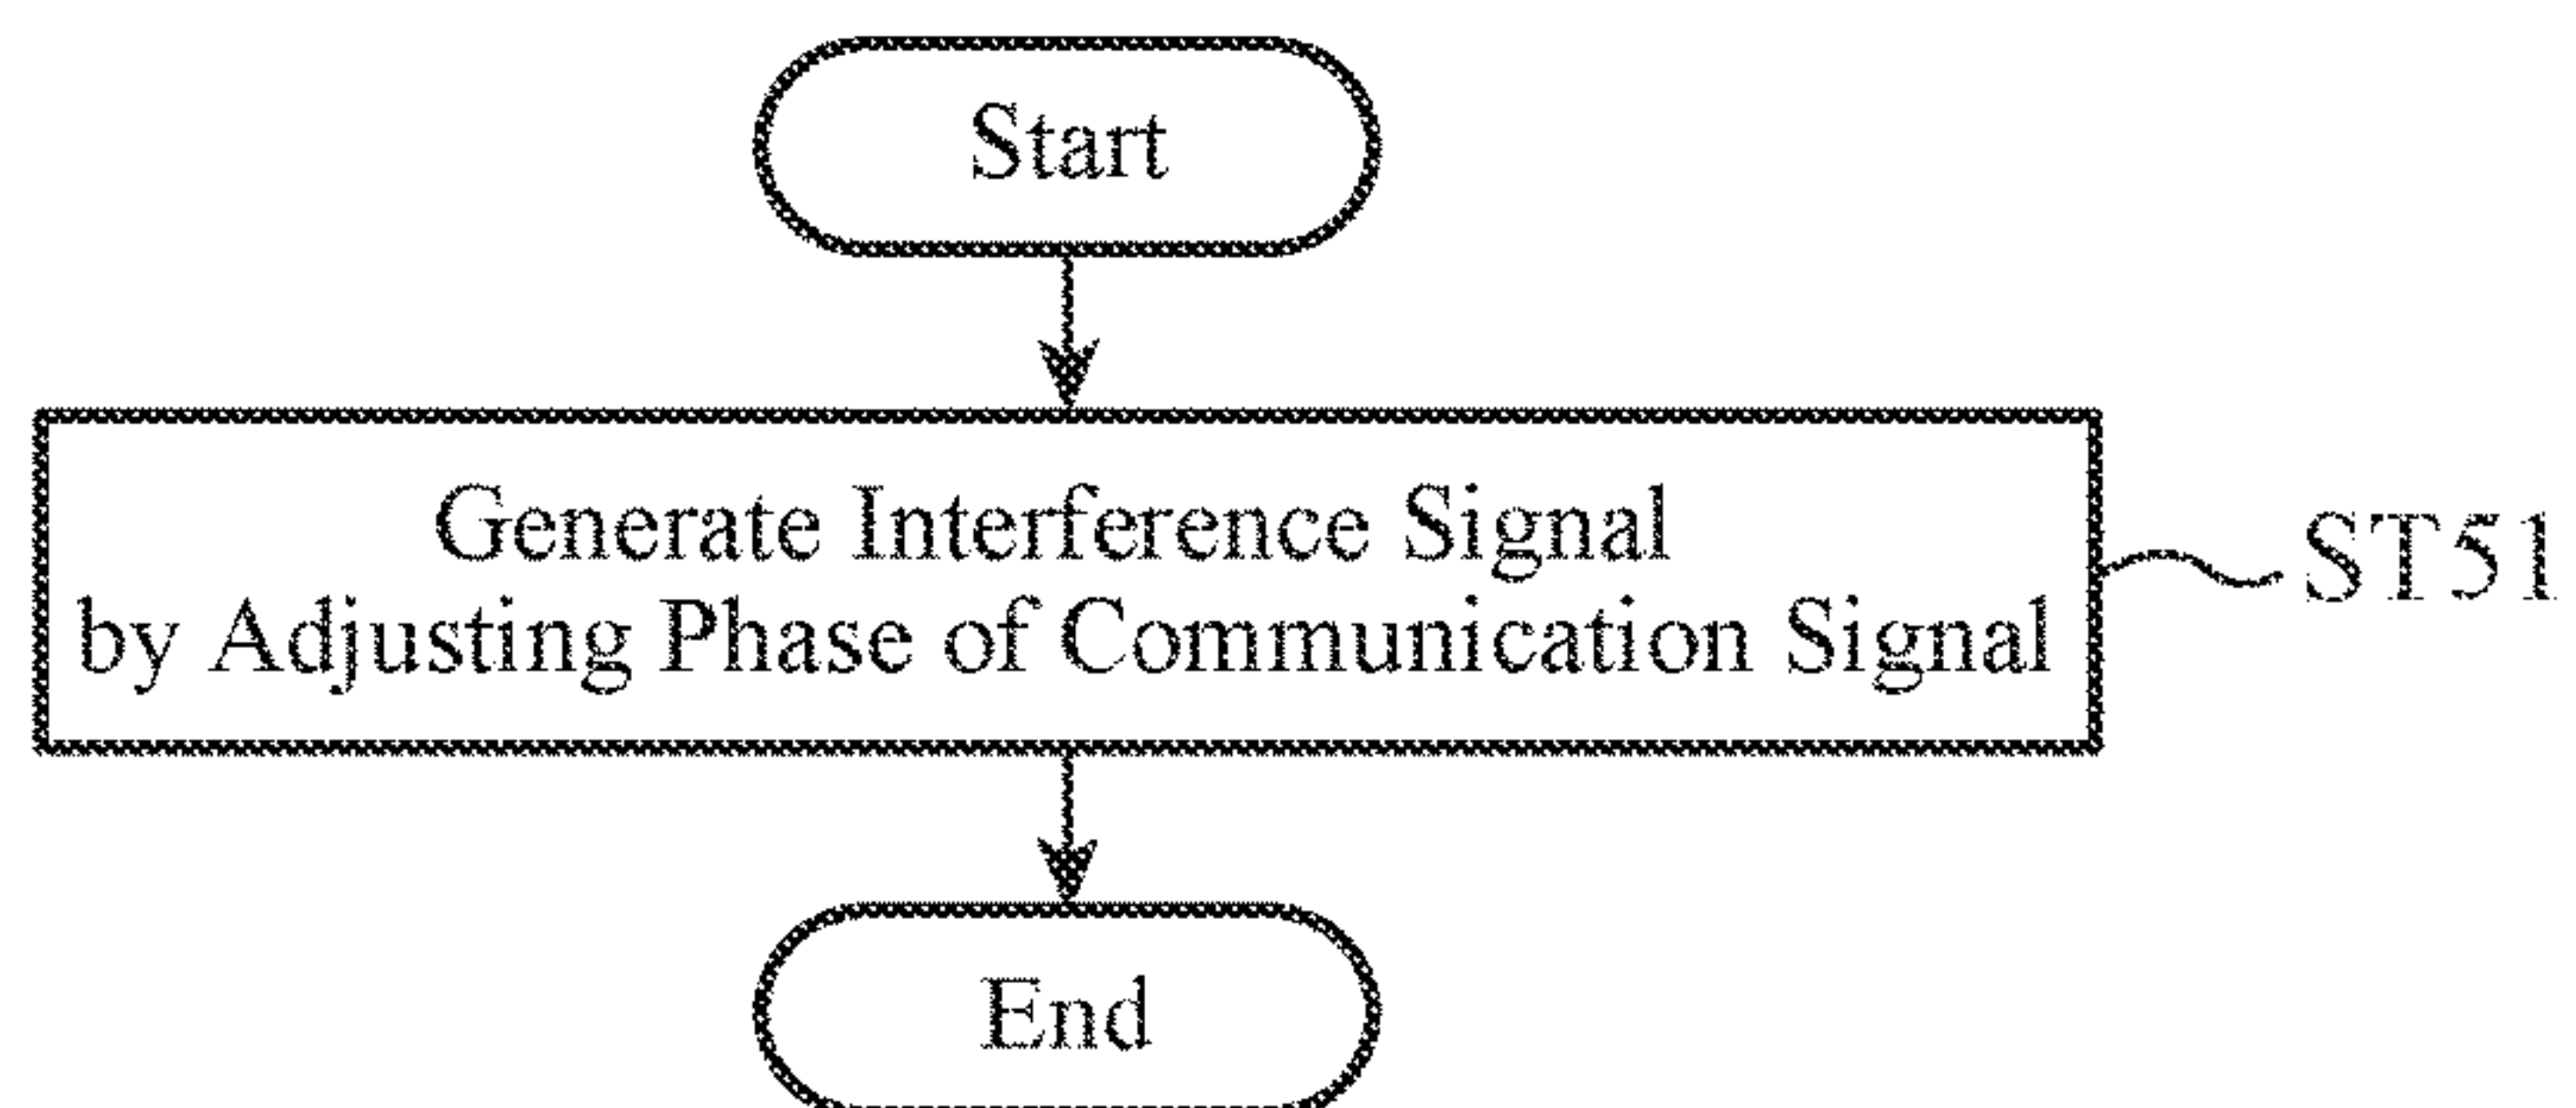 Start
Generate Interference Signal
by Adjusting Phase of Communication Signal
ST51
End